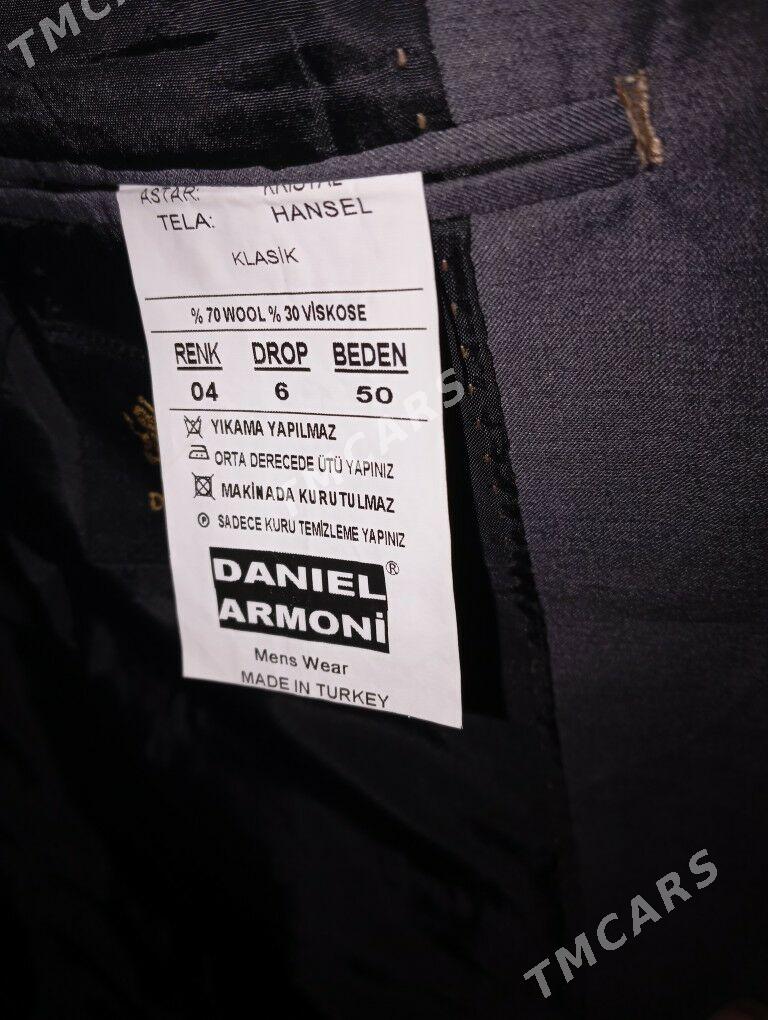 TMCARS
ASTAR: KRISTAL
TELA: HANSEL
KLASİK
% 70 WOOL % 30 VİSKOSE
RENK DROP BEDEN
04 6 50
YIKAMA YAPILMAZ
ORTA DERECEDE ÜTÜ YAPINIZ
MAKİNADA KURUTULMAZ
P SADECE KURU TEMİZLEME YAPINIZ
DANIEL ®
ARMONİ
Mens Wear
MADE IN TURKEY
TMCARS
TMCARS